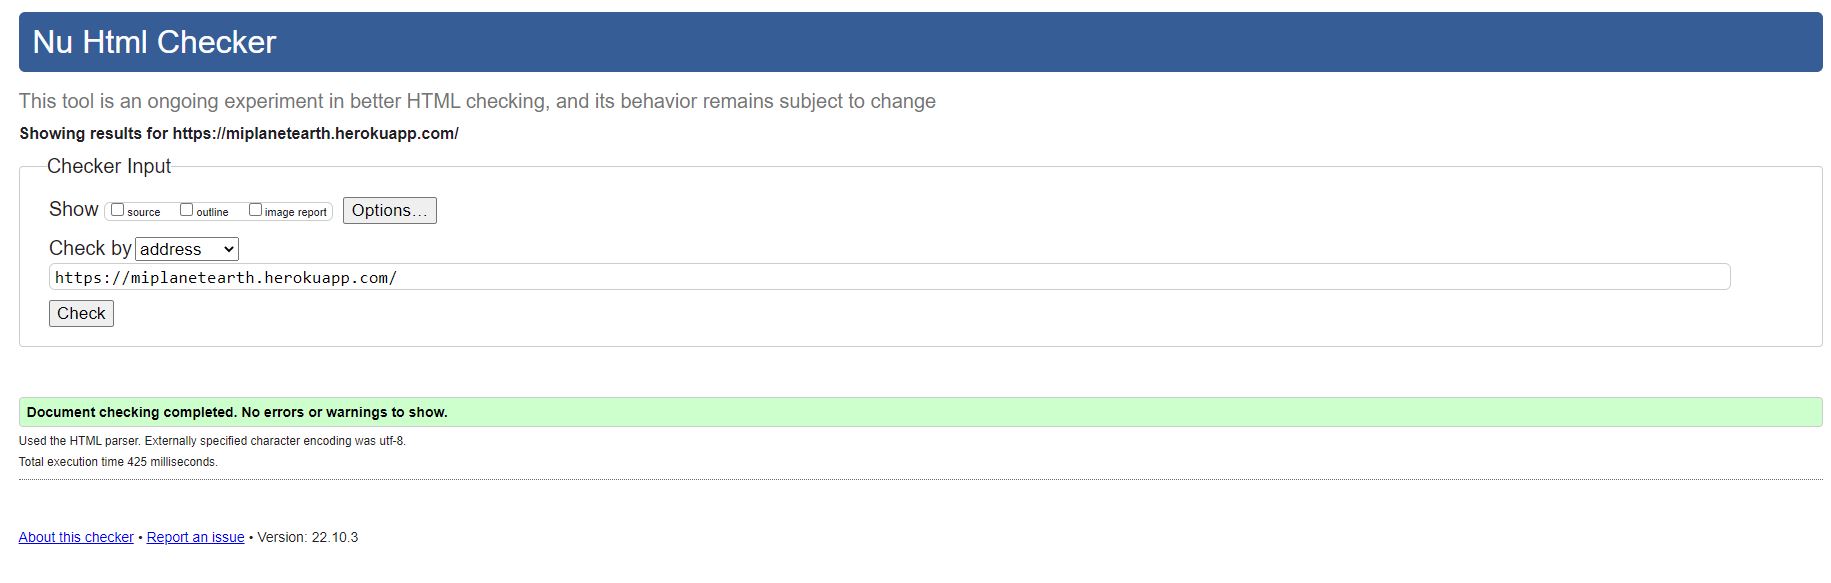 Nu Html Checker
This tool is an ongoing experiment in better HTML checking, and its behavior remains subject to change
Showing results for https://miplanetearth.herokuapp.com/
Checker Input
Show source outline image report Options...
Check by address
https://miplanetearth.herokuapp.com/
Check
Document checking completed. No errors or warnings to show.
Used the HTML parser. Externally specified character encoding was utf-8.
Total execution time 425 milliseconds.
About this checker • Report an issue • Version: 22.10.3